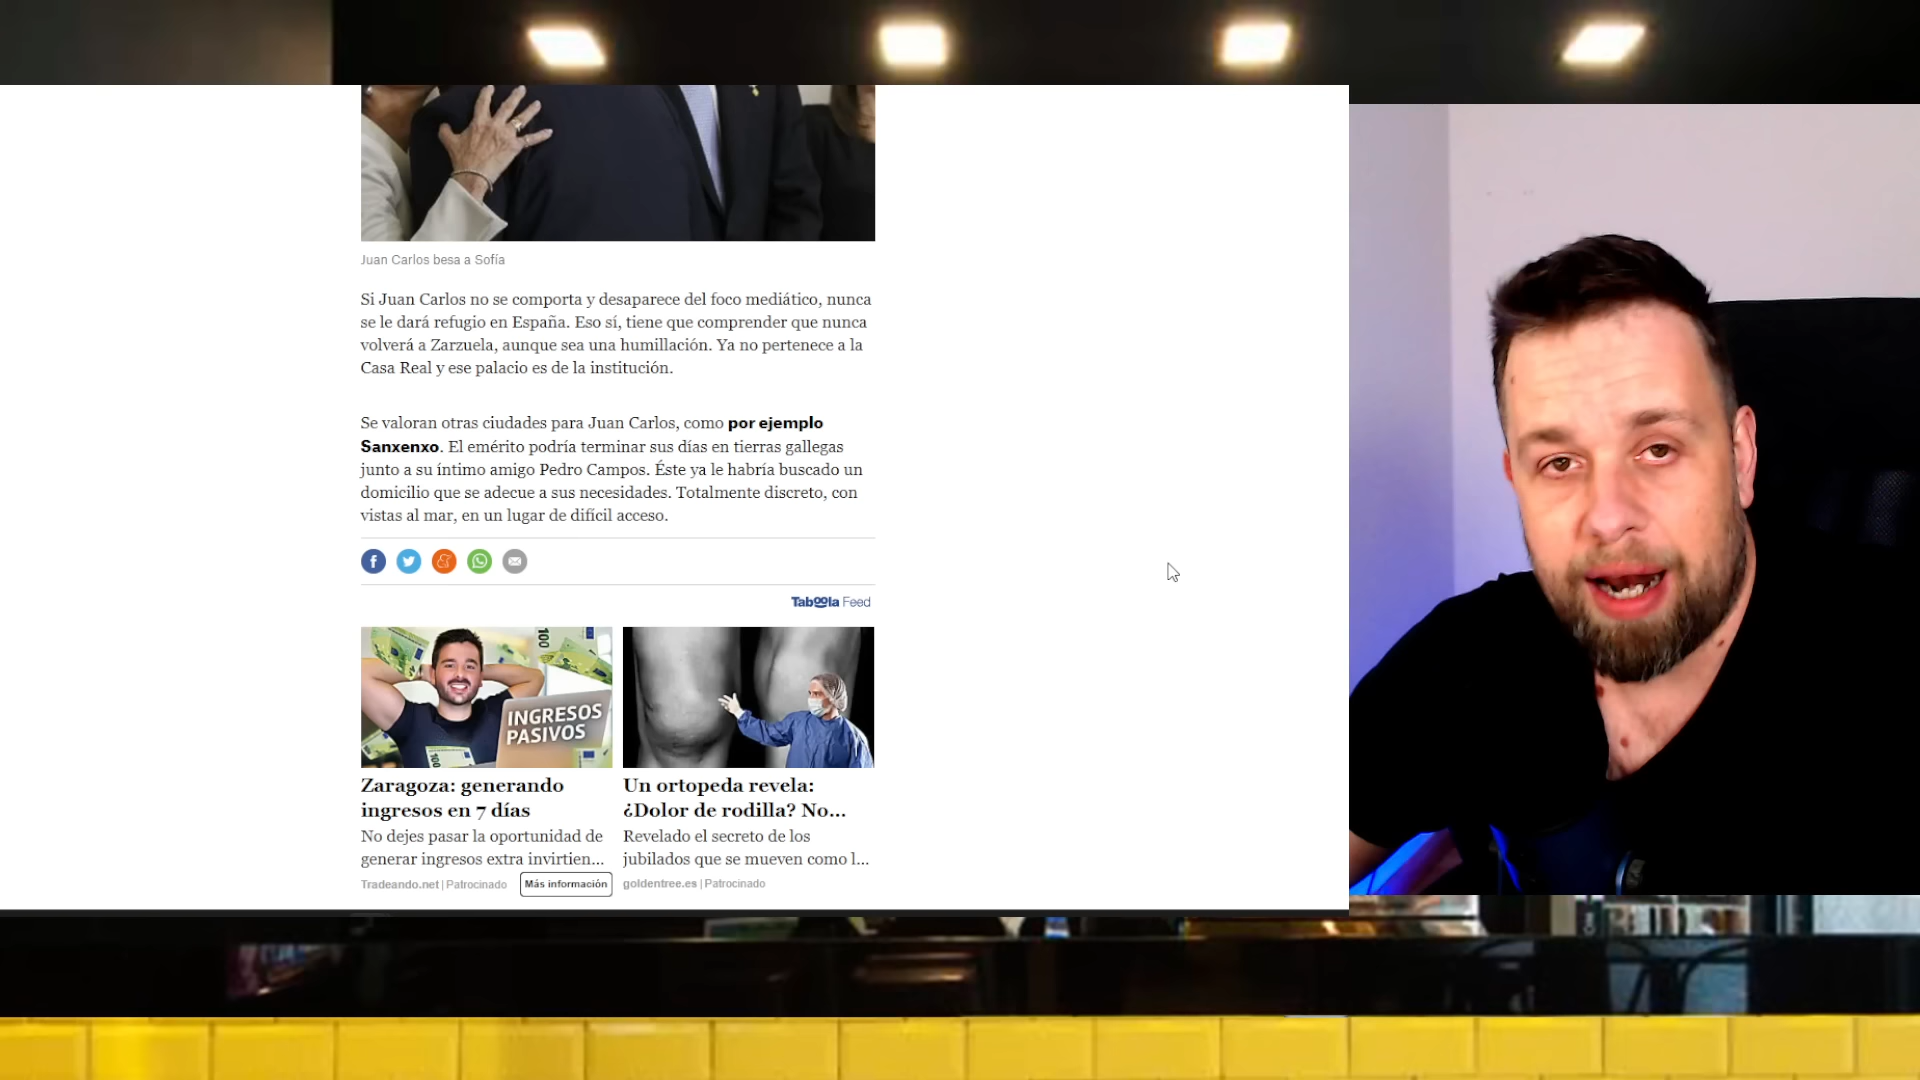 Juan Carlos besa a Sofía
Si Juan Carlos no se comporta y desaparece del foco mediático, nunca
se le dará refugio en España. Eso sí, tiene que comprender que nunca
volverá a Zarzuela, aunque sea una humillación. Ya no pertenece a la
Casa Real y ese palacio es de la institución.
Se valoran otras ciudades para Juan Carlos, como por ejemplo
Sanxenxo. El emérito podría terminar sus días en tierras gallegas
junto a su íntimo amigo Pedro Campos. Éste ya le habría buscado un
domicilio que se adecue a sus necesidades. Totalmente discreto, con
vistas al mar, en un lugar de difícil acceso.
Taboola Feed
100
INGRESOS
PASIVOS
100
Zaragoza: generando
ingresos en 7 días
No dejes pasar la oportunidad de
generar ingresos extra invirtien...
Tradeando.net | Patrocinado
Más información
Un ortopeda revela:
¿Dolor de rodilla? No...
Revelado el secreto de los
jubilados que se mueven como l...
goldentree.es | Patrocinado